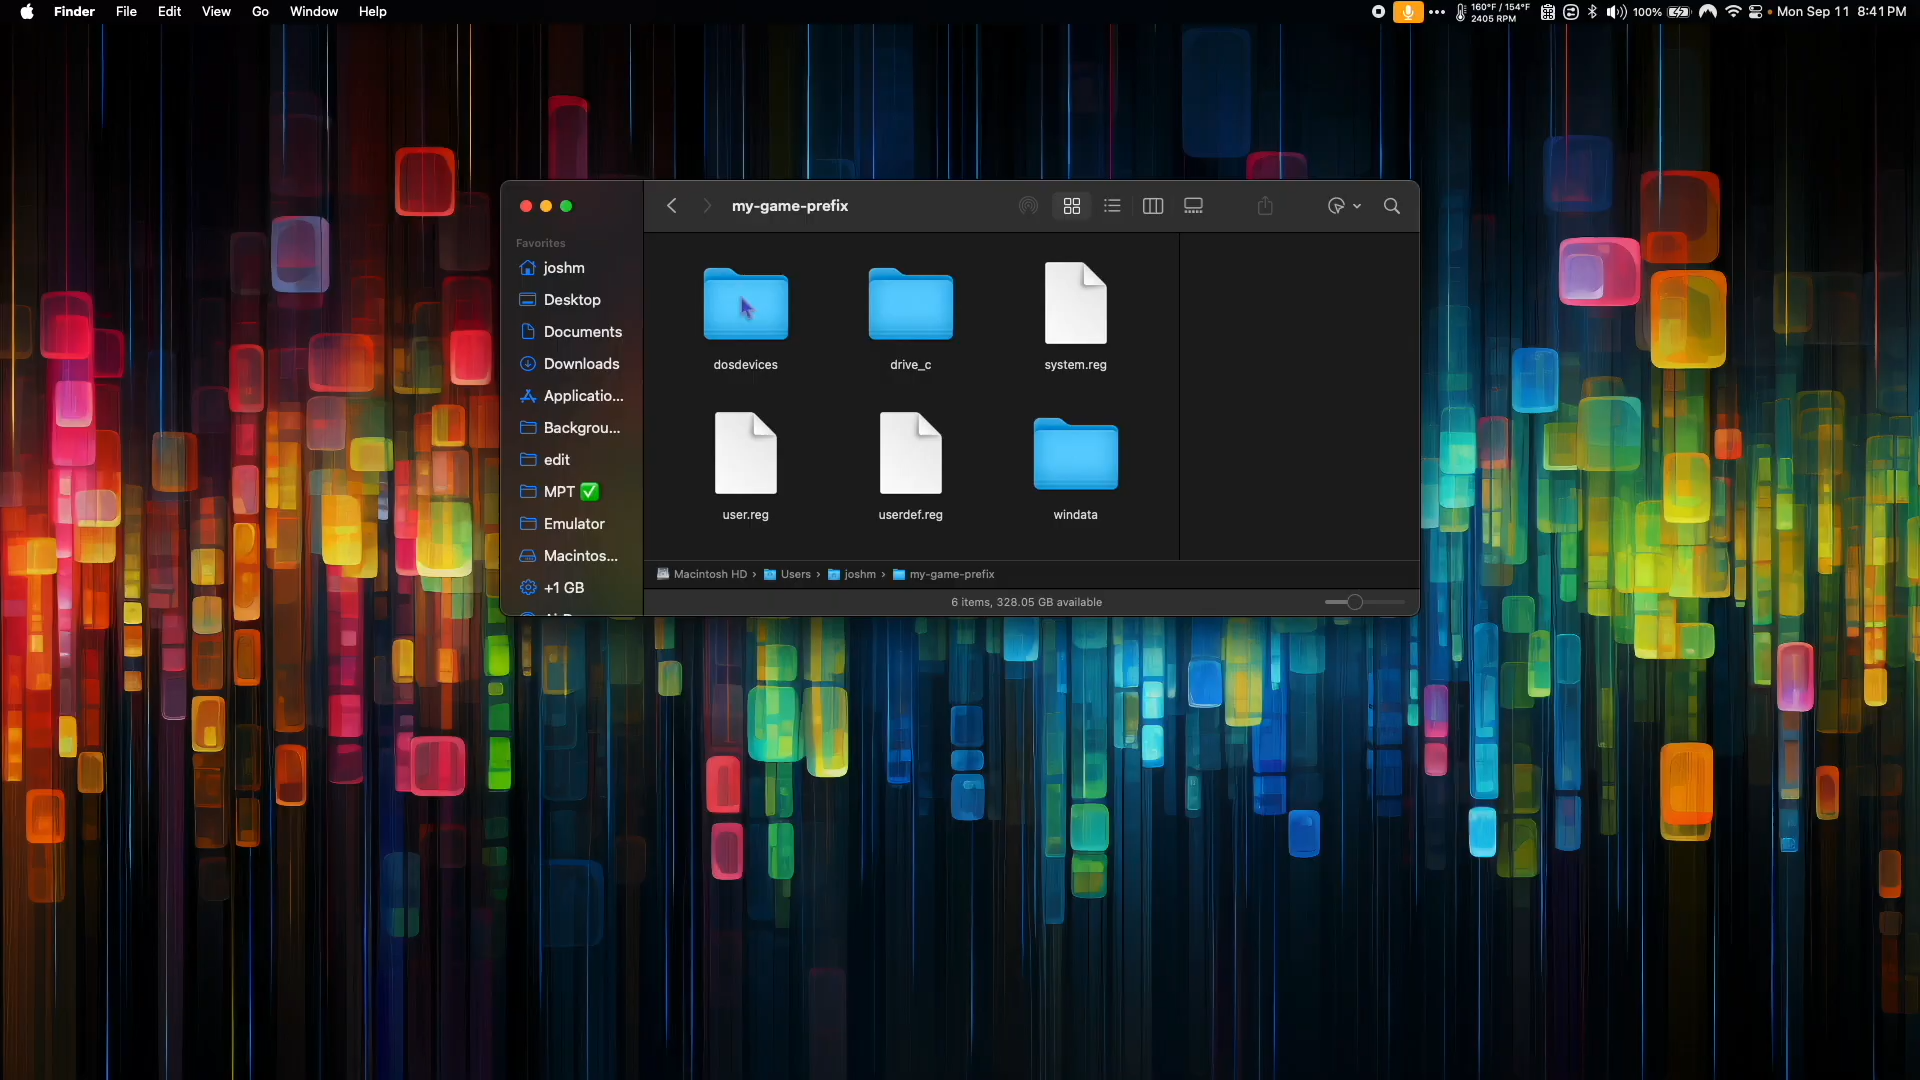 Finder File Edit View Go Window Help
160°F / 154°F
2405 RPM
100%
Mon Sep 11 8:41 PM
my-game-prefix
Favorites
joshm
Desktop
Documents
Downloads
Applicatio...
Backgrou...
edit
MPT ✅
Emulator
Macintos...
+1 GB
dosdevices
drive_c
system.reg
user.reg
userdef.reg
windata
Macintosh HD › Users › joshm › my-game-prefix
6 items, 328.05 GB available